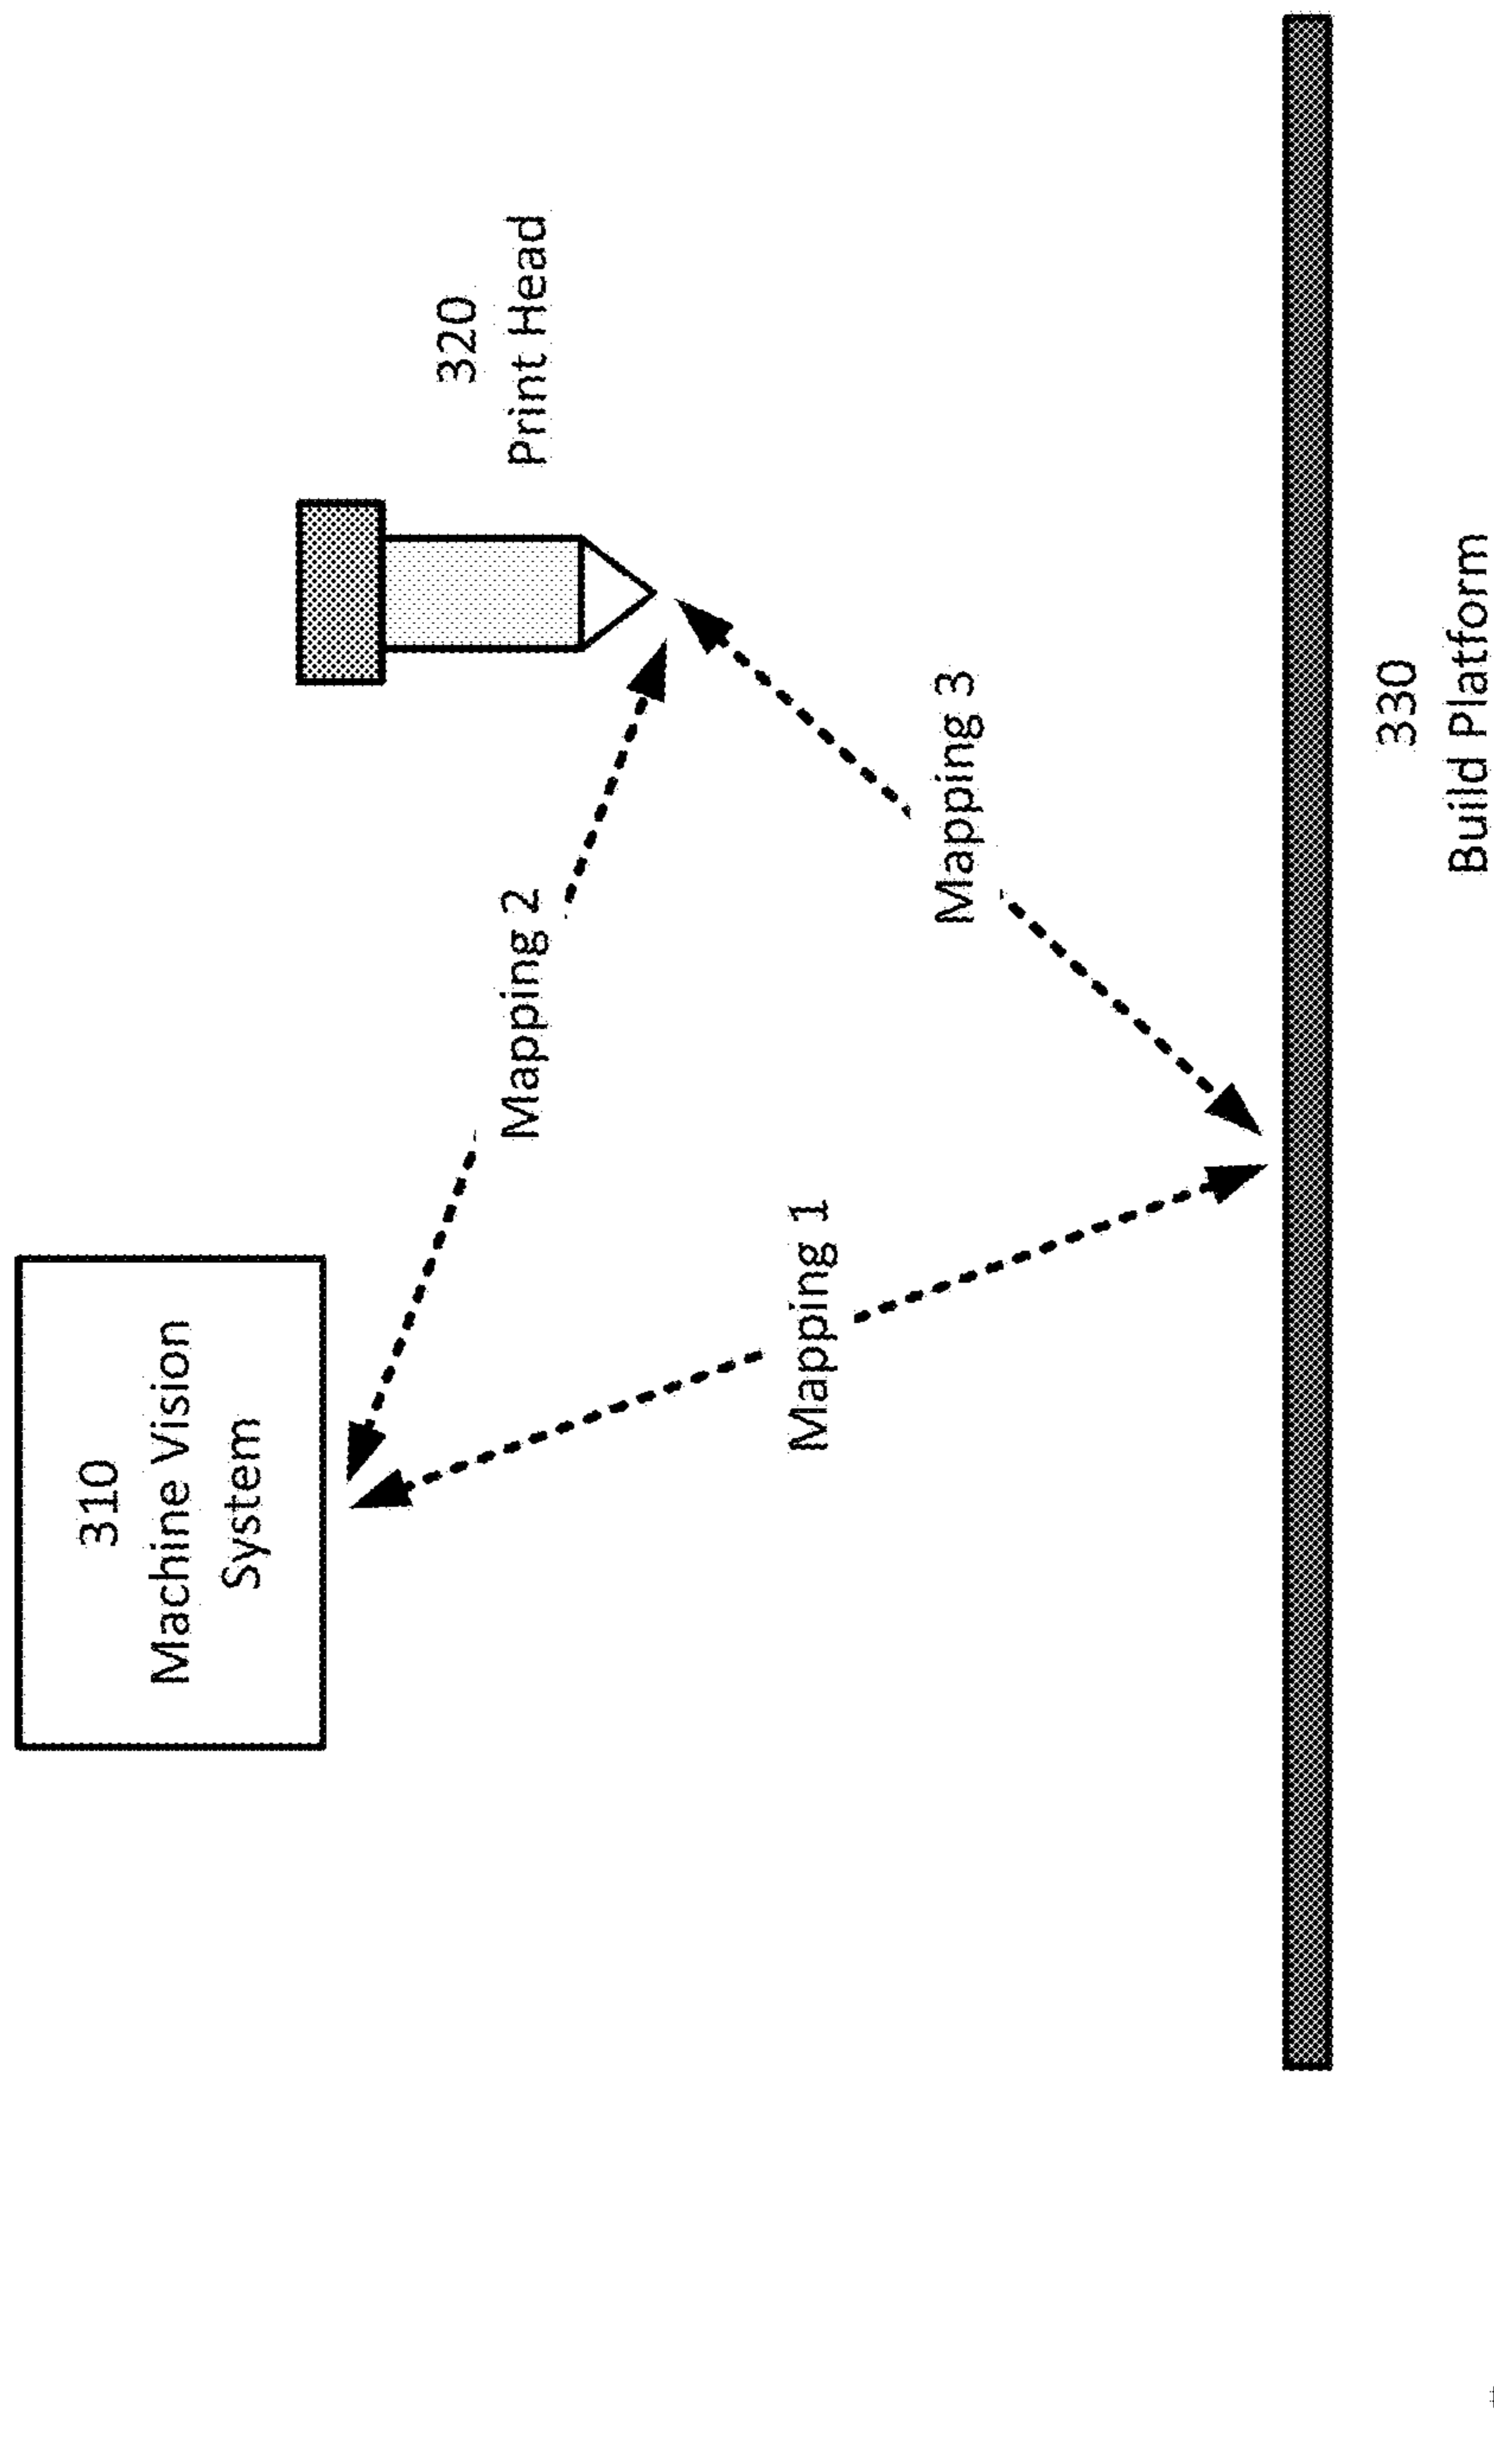 310
Machine Vision
System
320
Print Head
Mapping 2
Mapping 1
Mapping 3
330
Build Platform